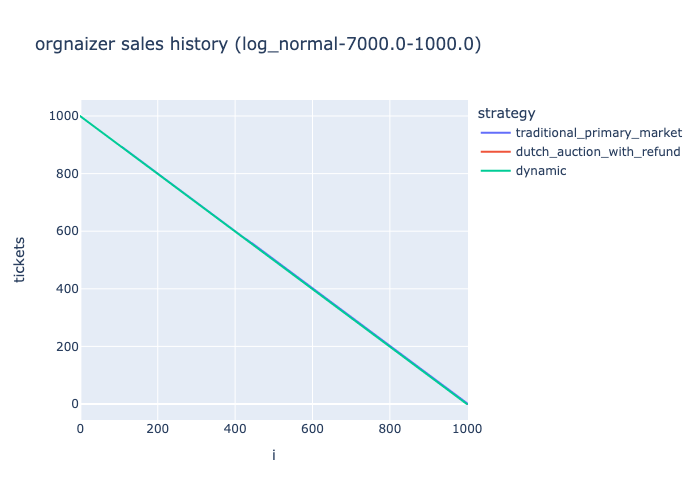 orgnaizer sales history (log_normal-7000.0-1000.0)
strategy
traditional_primary_market
dutch_auction_with_refund
dynamic
tickets
1000
800
600
400
200
0
0 200 400 600 800 1000
i